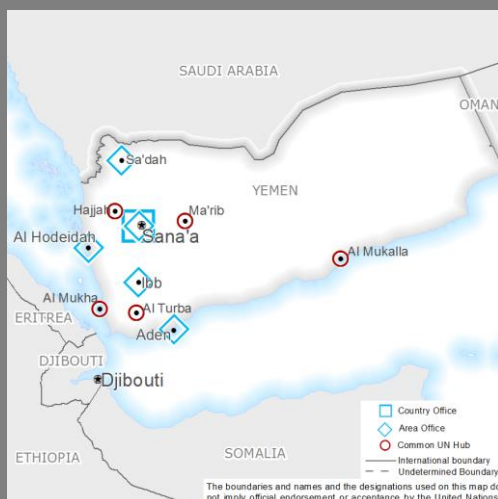 SAUDI ARABIA
OMAN
Sa'dah
YEMEN
Hajjah
Ma'rib
Sana'a
Al Hodeidah
Al Mukalla
Ibb
Al Mukha
Al Turba
ERITREA
Aden
DJIBOUTI
Djibouti
Country Office
Area Office
Common UN Hub
ETHIOPIA
SOMALIA
International boundary
Undetermined Boundary
The boundaries and names and the designations used on this map do
not imply official endorsement or acceptance by the United Nations